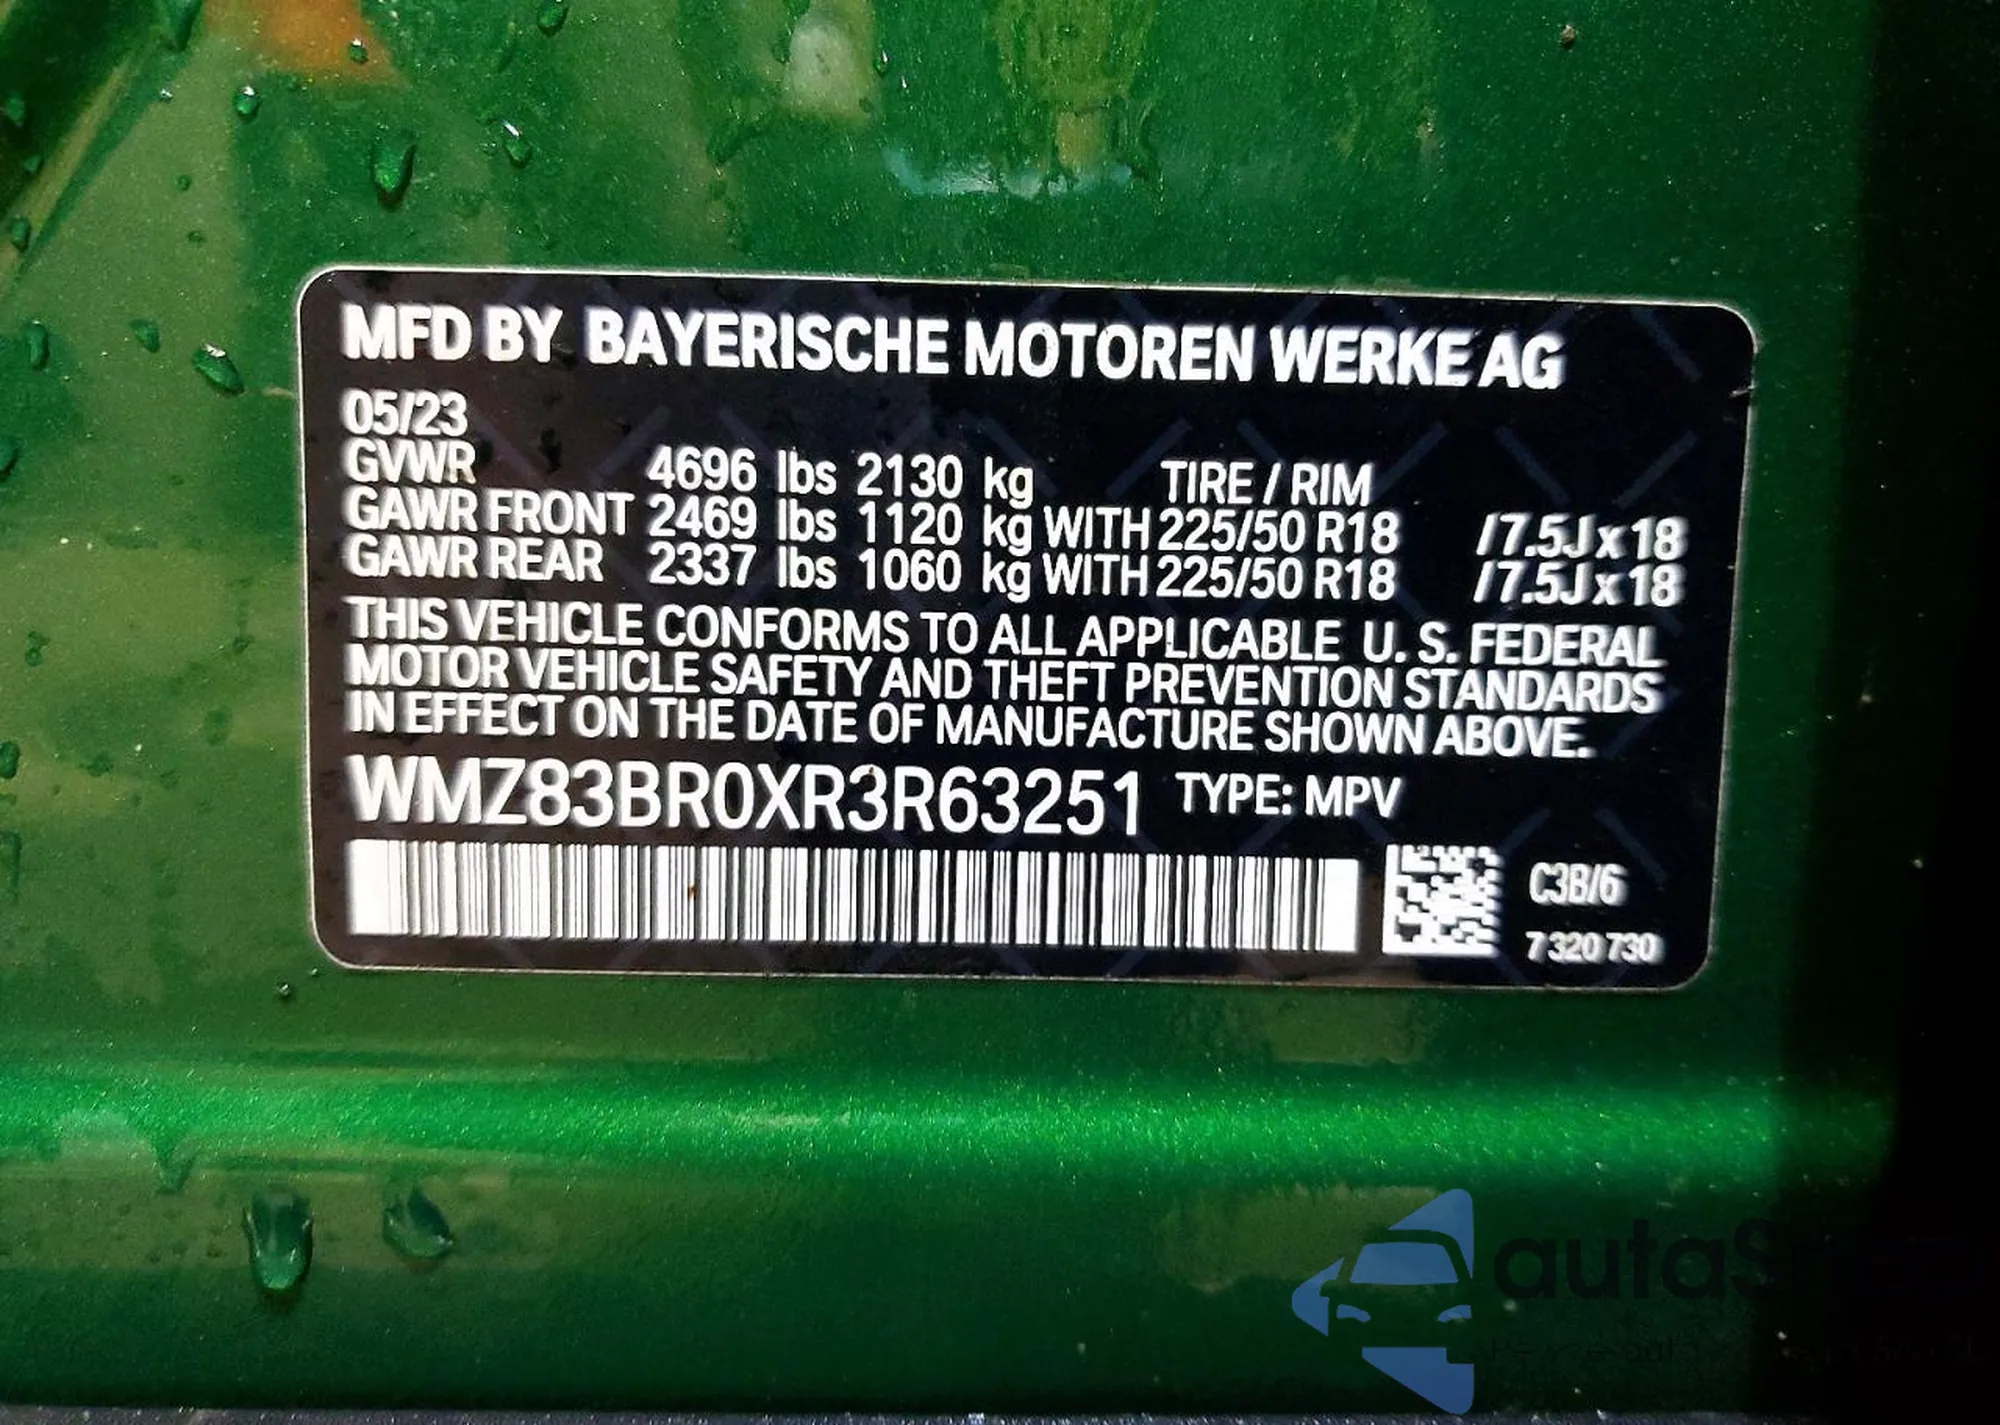 MFD BY BAYERISCHE MOTOREN WERKE AG
05/23
GVWR 4696 lbs 2130 kg TIRE / RIM
GAWR FRONT 2469 lbs 1120 kg WITH 225/50 R18 /7.5J x 18
GAWR REAR 2337 lbs 1060 kg WITH 225/50 R18 /7.5J x 18
THIS VEHICLE CONFORMS TO ALL APPLICABLE U. S. FEDERAL
MOTOR VEHICLE SAFETY AND THEFT PREVENTION STANDARDS
IN EFFECT ON THE DATE OF MANUFACTURE SHOWN ABOVE.
WMZ83BR0XR3R63251 TYPE: MPV
C3B/6
7 320 730